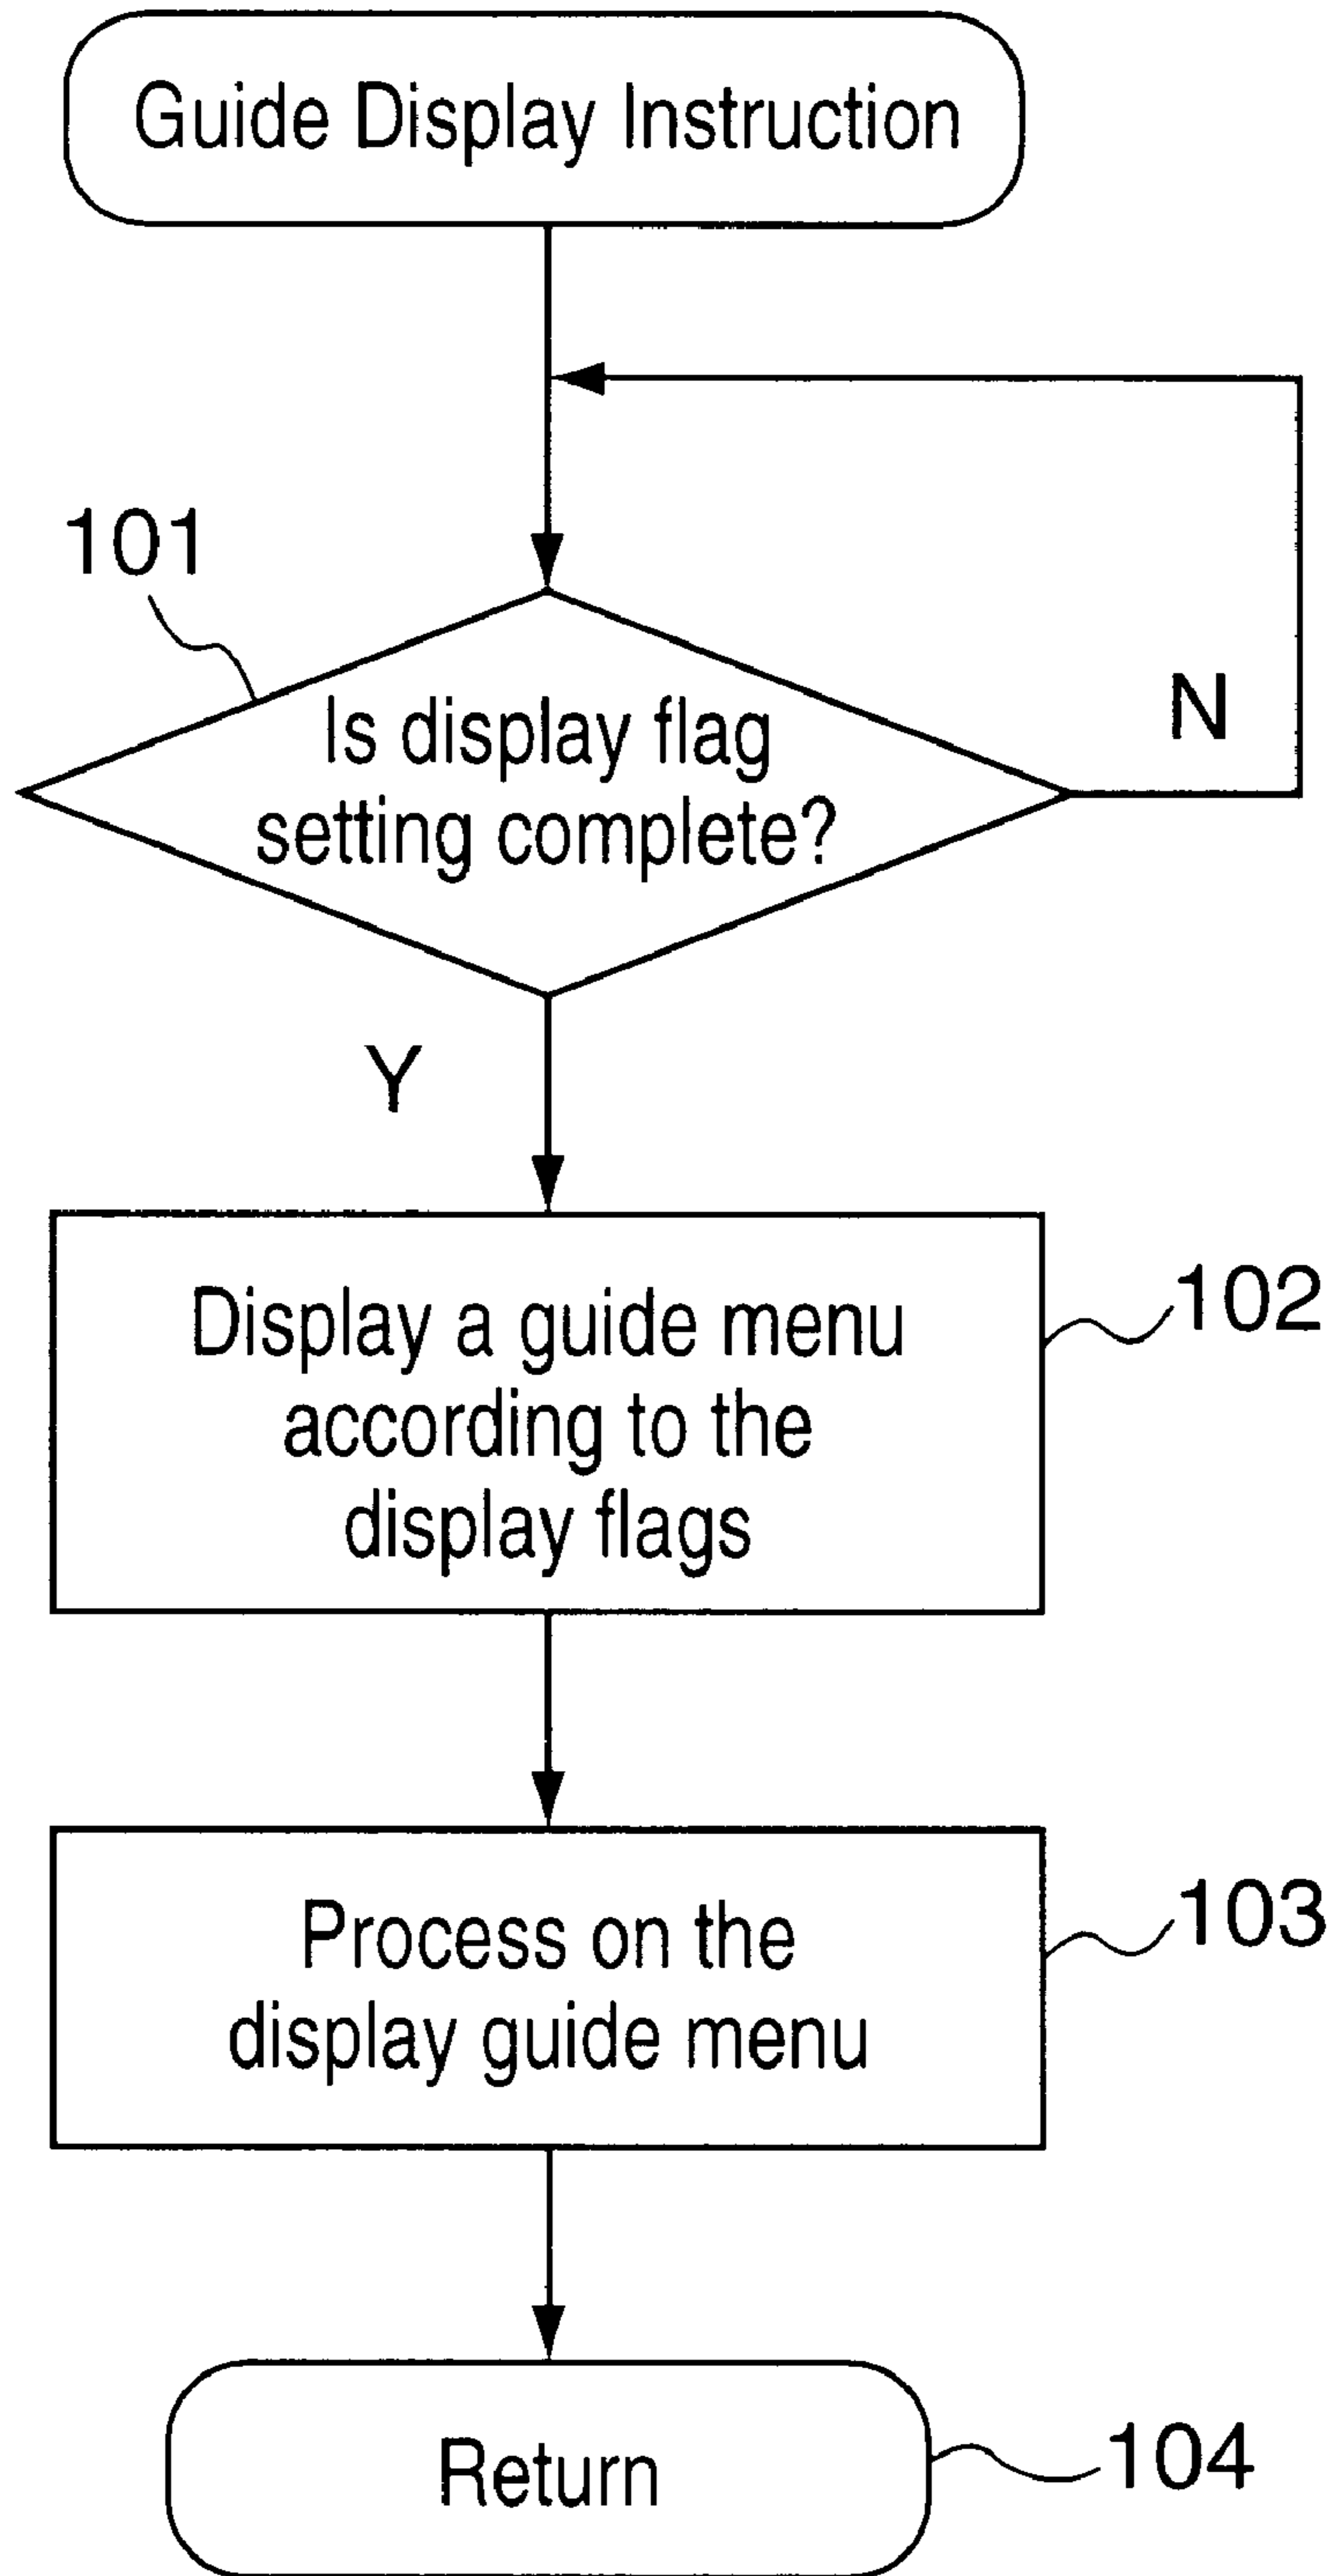 Guide Display Instruction
101
Is display flag
setting complete?
N
Y
Display a guide menu
according to the
display flags
102
Process on the
display guide menu
103
Return
104